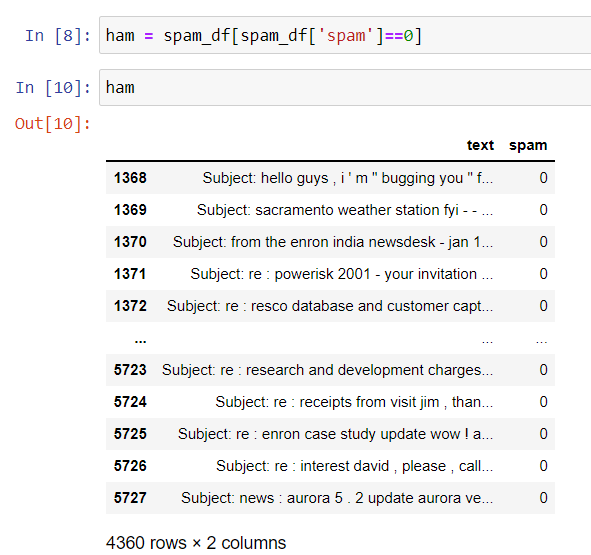 In [8]: ham = spam_df[spam_df['spam']==0]
In [10]: ham
Out[10]:
text spam
1368 Subject: hello guys , i ' m " bugging you " f... 0
1369 Subject: sacramento weather station fyi - - ... 0
1370 Subject: from the enron india newsdesk - jan 1... 0
1371 Subject: re : powerisk 2001 - your invitation ... 0
1372 Subject: re : resco database and customer capt... 0
... ... ...
5723 Subject: re : research and development charges... 0
5724 Subject: re : receipts from visit jim , than... 0
5725 Subject: re : enron case study update wow ! a... 0
5726 Subject: re : interest david , please , call... 0
5727 Subject: news : aurora 5 . 2 update aurora ve... 0
4360 rows × 2 columns